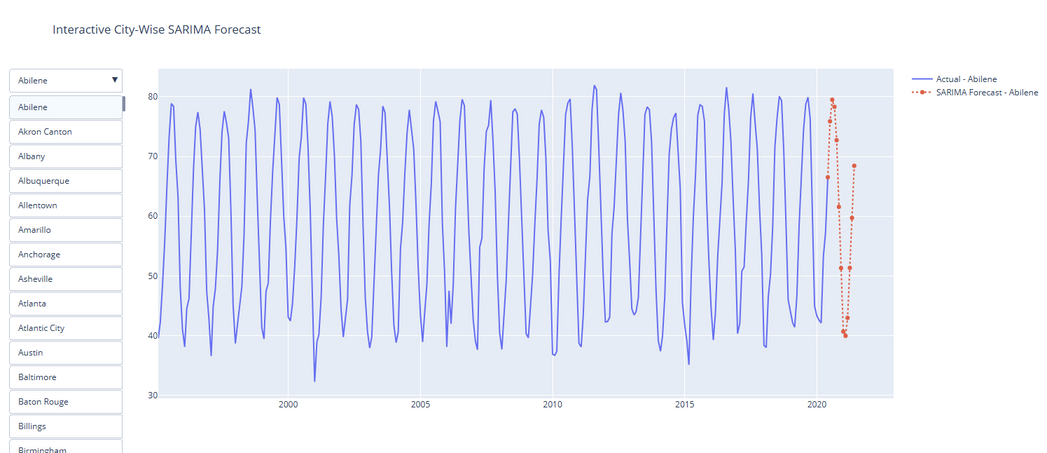 Interactive City-Wise SARIMA Forecast
Abilene
Abilene
Akron Canton
Albany
Albuquerque
Allentown
Amarillo
Anchorage
Asheville
Atlanta
Atlantic City
Austin
Baltimore
Baton Rouge
Billings
Birmingham
80
70
60
50
40
30
2000
2005
2010
2015
2020
Actual - Abilene
SARIMA Forecast - Abilene